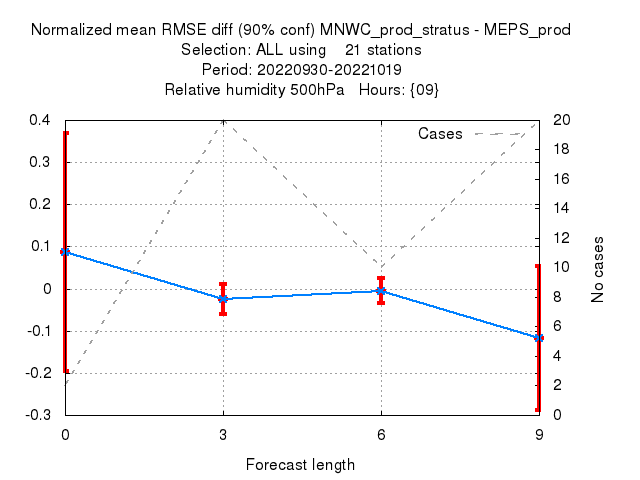 Normalized mean RMSE diff (90% conf) MNWC_prod_stratus - MEPS_prod
Selection: ALL using 21 stations
Period: 20220930-20221019
Relative humidity 500hPa Hours: {09}
Cases
0.4
0.3
0.2
0.1
0
-0.1
-0.2
-0.3
20
18
16
14
12
10
8
6
4
2
0
No cases
0 3 6 9
Forecast length